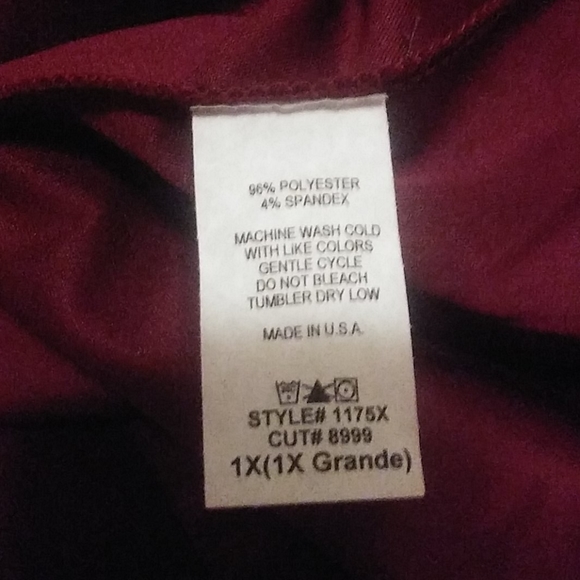 96% POLYESTER
4% SPANDEX
MACHINE WASH COLD
WITH LIKE COLORS
GENTLE CYCLE
DO NOT BLEACH
TUMBLER DRY LOW
MADE IN U.S.A.
STYLE# 1175X
CUT# 8999
1X(1X Grande)